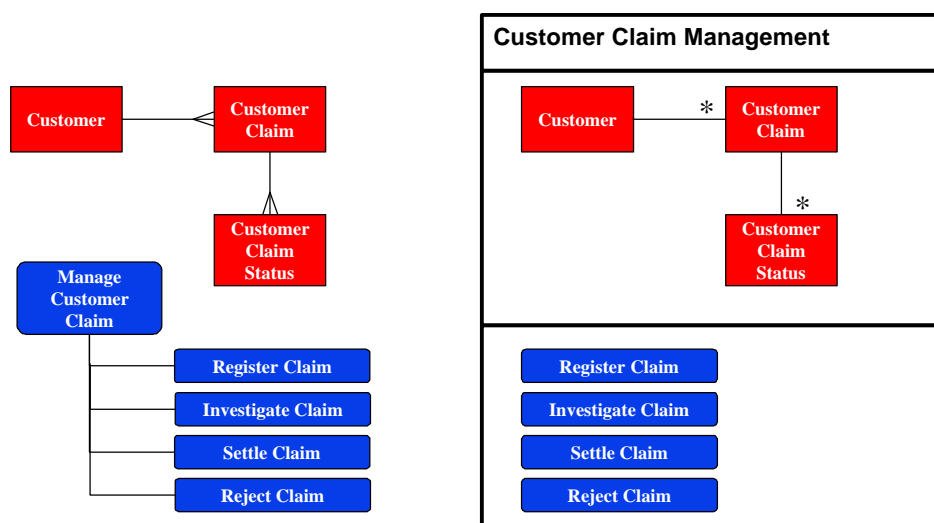 Customer Claim Management
Customer
Customer
Claim
Customer
Claim
Status
Manage
Customer
Claim
Register Claim
Investigate Claim
Settle Claim
Reject Claim
Customer
*
Customer
Claim
*
Customer
Claim
Status
Register Claim
Investigate Claim
Settle Claim
Reject Claim